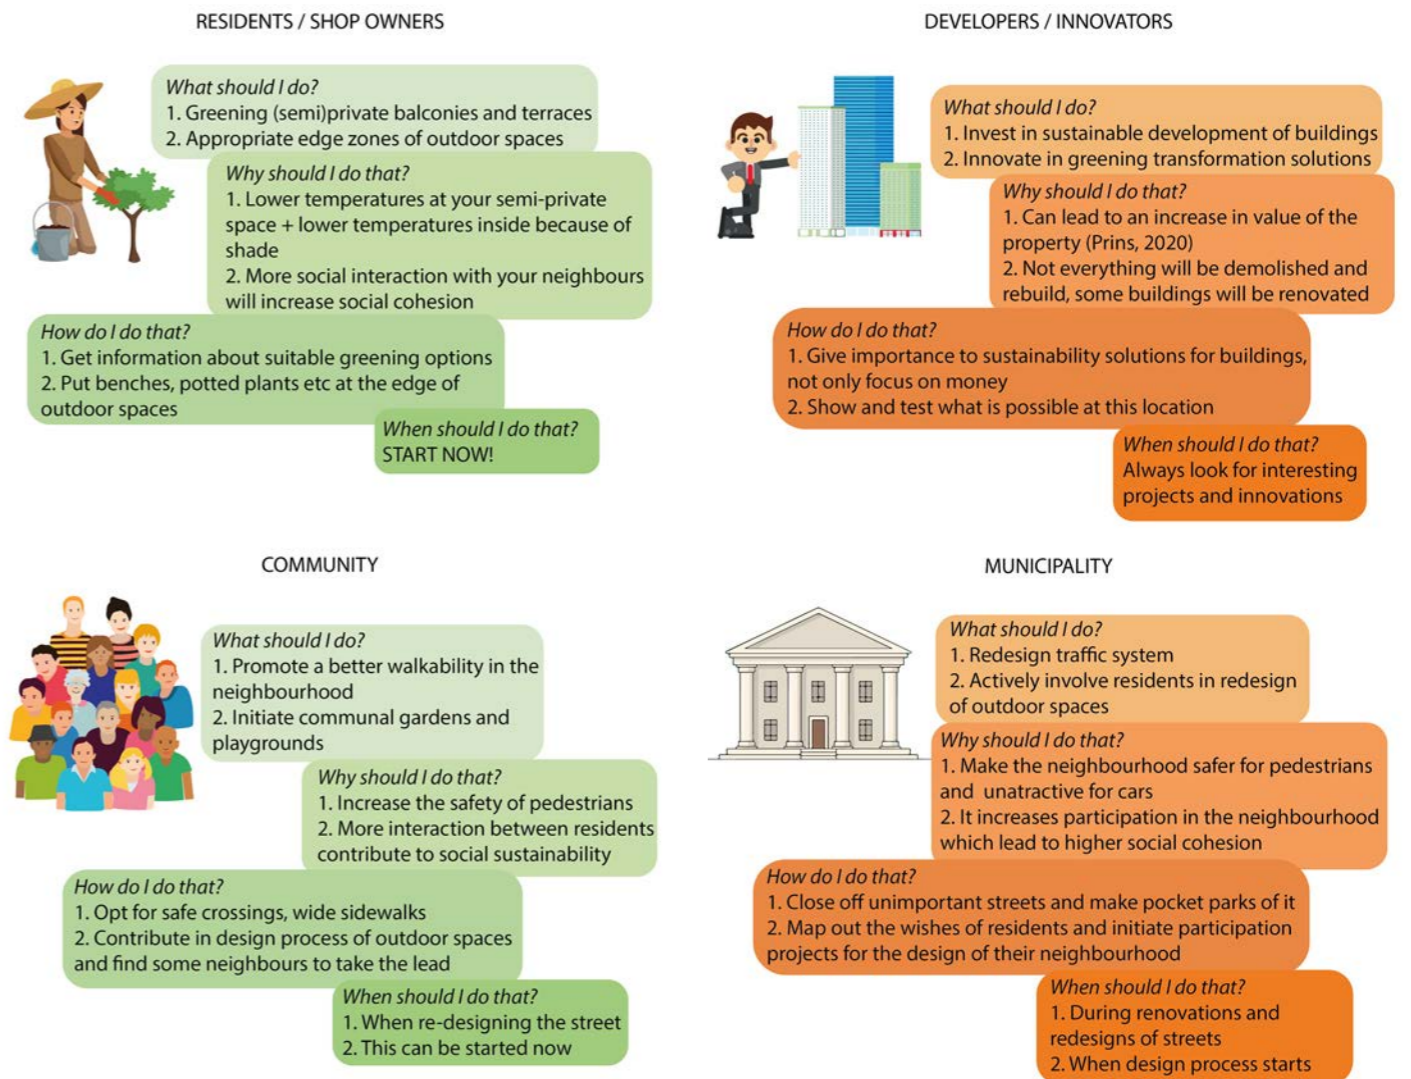 RESIDENTS / SHOP OWNERS
What should I do?
1. Greening (semi)private balconies and terraces
2. Appropriate edge zones of outdoor spaces
Why should I do that?
1. Lower temperatures at your semi-private
space + lower temperatures inside because of
shade
2. More social interaction with your neighbours
will increase social cohesion
How do I do that?
1. Get information about suitable greening options
2. Put benches, potted plants etc at the edge of
outdoor spaces
When should I do that?
START NOW!
DEVELOPERS / INNOVATORS
What should I do?
1. Invest in sustainable development of buildings
2. Innovate in greening transformation solutions
Why should I do that?
1. Can lead to an increase in value of the
property (Prins, 2020)
2. Not everything will be demolished and
rebuild, some buildings will be renovated
How do I do that?
1. Give importance to sustainability solutions for buildings,
not only focus on money
2. Show and test what is possible at this location
When should I do that?
Always look for interesting
projects and innovations
COMMUNITY
What should I do?
1. Promote a better walkability in the
neighbourhood
2. Initiate communal gardens and
playgrounds
Why should I do that?
1. Increase the safety of pedestrians
2. More interaction between residents
contribute to social sustainability
How do I do that?
1. Opt for safe crossings, wide sidewalks
2. Contribute in design process of outdoor spaces
and find some neighbours to take the lead
When should I do that?
1. When re-designing the street
2. This can be started now
MUNICIPALITY
What should I do?
1. Redesign traffic system
2. Actively involve residents in redesign
of outdoor spaces
Why should I do that?
1. Make the neighbourhood safer for pedestrians
and unatractive for cars
2. It increases participation in the neighbourhood
which lead to higher social cohesion
How do I do that?
1. Close off unimportant streets and make pocket parks of it
2. Map out the wishes of residents and initiate participation
projects for the design of their neighbourhood
When should I do that?
1. During renovations and
redesigns of streets
2. When design process starts